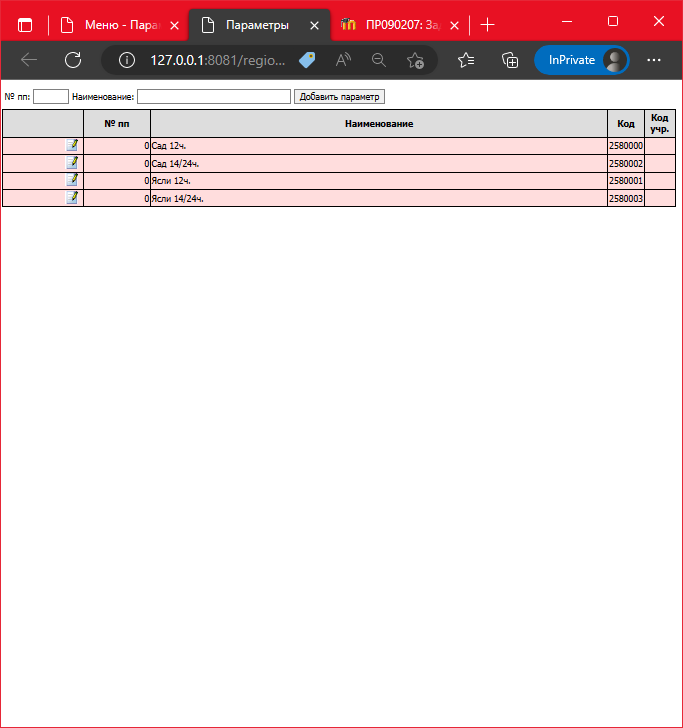 Меню - Пара
Параметры
ПР090207: За
127.0.0.1:8081/regio...
InPrivate
№ пп:
Наименование:
Добавить параметр
№ пп Наименование Код Код учр.
0 Сад 12ч. 2580000
0 Сад 14/24ч. 2580002
0 Ясли 12ч. 2580001
0 Ясли 14/24ч. 2580003